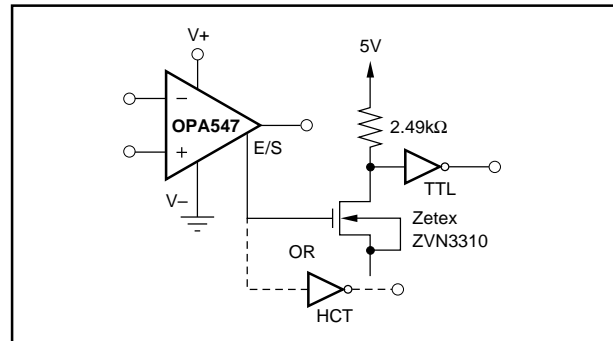 V+
5V
−
OPA547
+
E/S
V−
2.49kΩ
TTL
Zetex
ZVN3310
OR
HCT